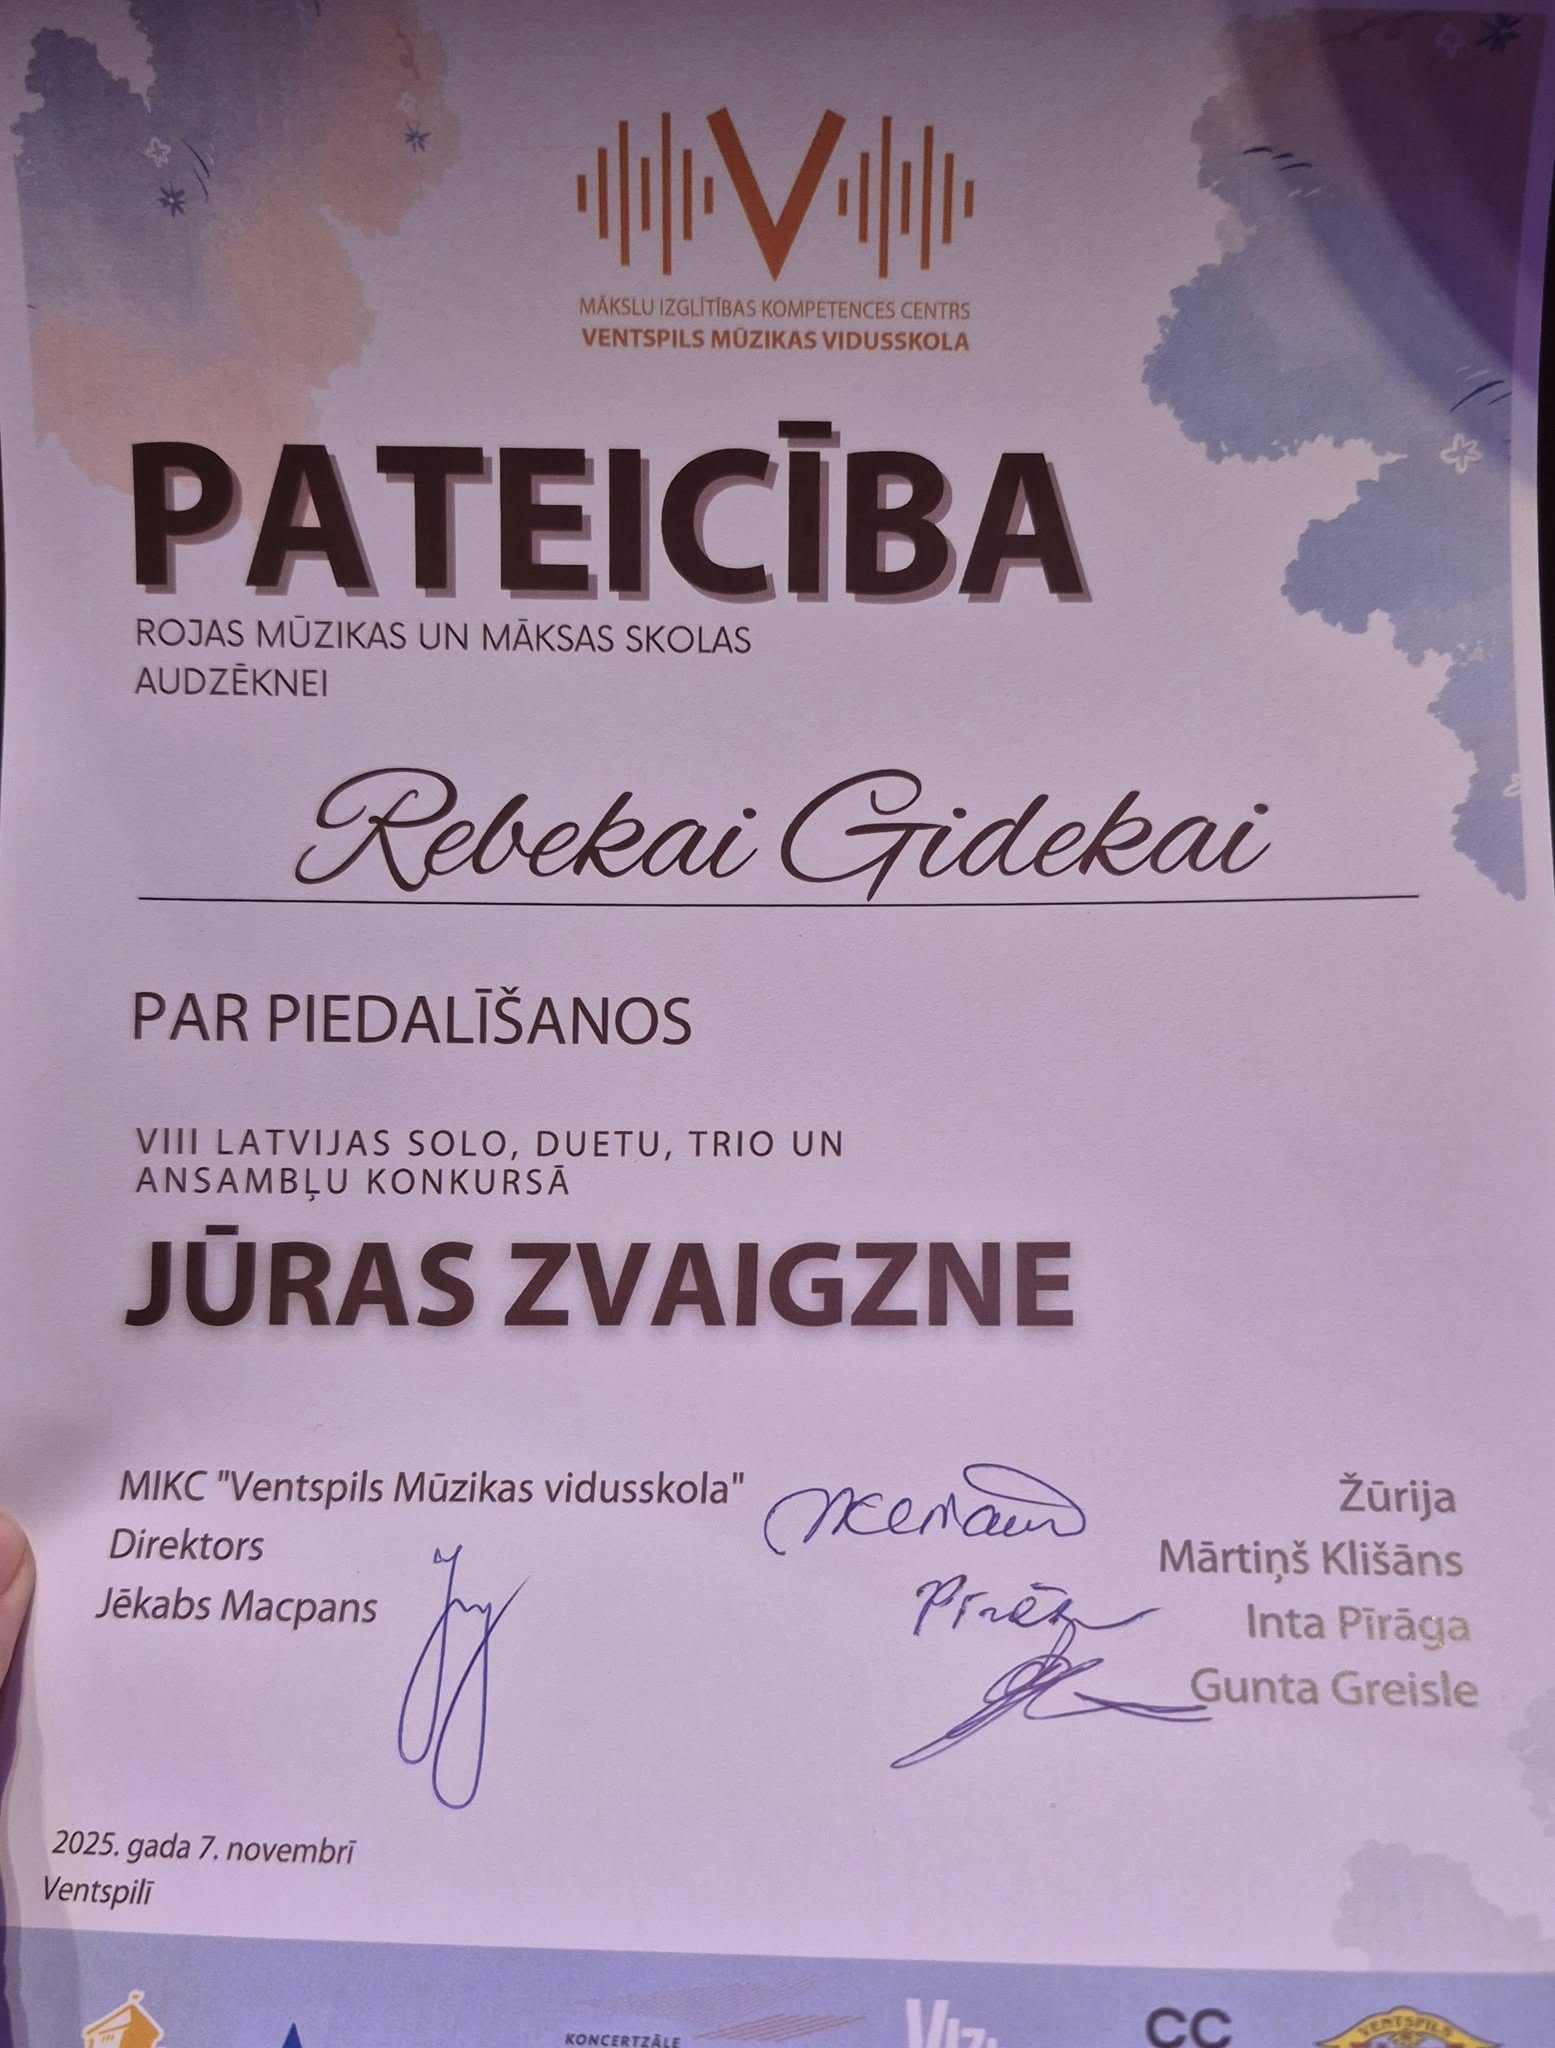 MĀKSLU IZGLĪTĪBAS KOMPETENCES CENTRS
VENTSPILS MŪZIKAS VIDUSSKOLA
PATEICĪBA
ROJAS MŪZIKAS UN MĀKSAS SKOLAS
AUDZĒKNEI
Rebekai Gidekai
PAR PIEDALĪŠANOS
VIII LATVIJAS SOLO, DUETU, TRIO UN
ANSAMBĻU KONKURSĀ
JŪRAS ZVAIGZNE
MIKC "Ventspils Mūzikas vidusskola"
Direktors
Jēkabs Macpans
Žūrija
Mārtiņš Klišāns
Inta Pīrāga
Gunta Greisle
2025. gada 7. novembrī
Ventspilī
KONCERTZĀLE
CC
VENTSPILS